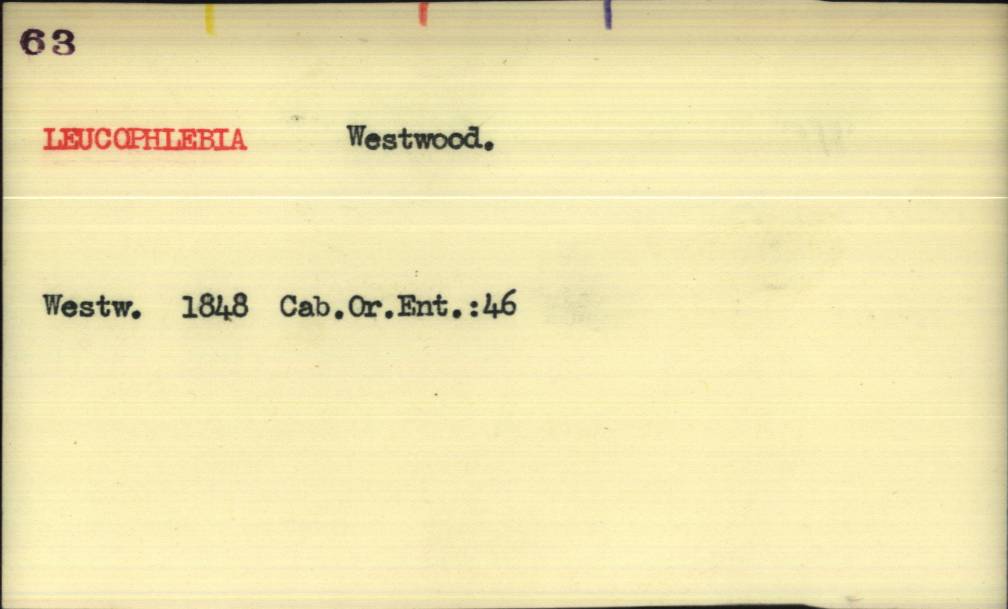 63
LEUCOPHLEBIA Westwood.
Westw. 1848 Cab.Or.Ent.:46